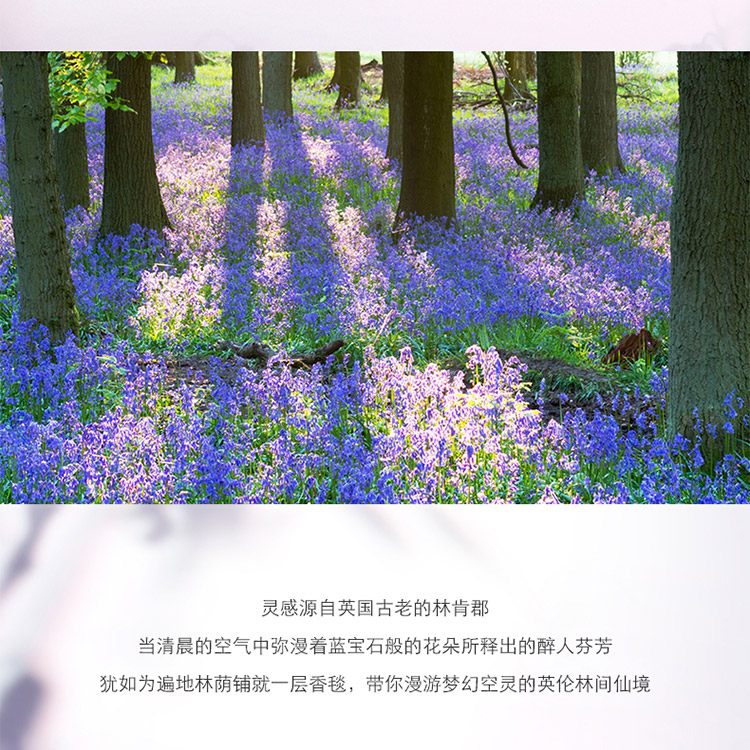 灵感源自英国古老的林肯郡
当清晨的空气中弥漫着蓝宝石般的花朵所释出的醉人芬芳
犹如为遍地林荫铺就一层香毯，带你漫游梦幻空灵的英伦林间仙境